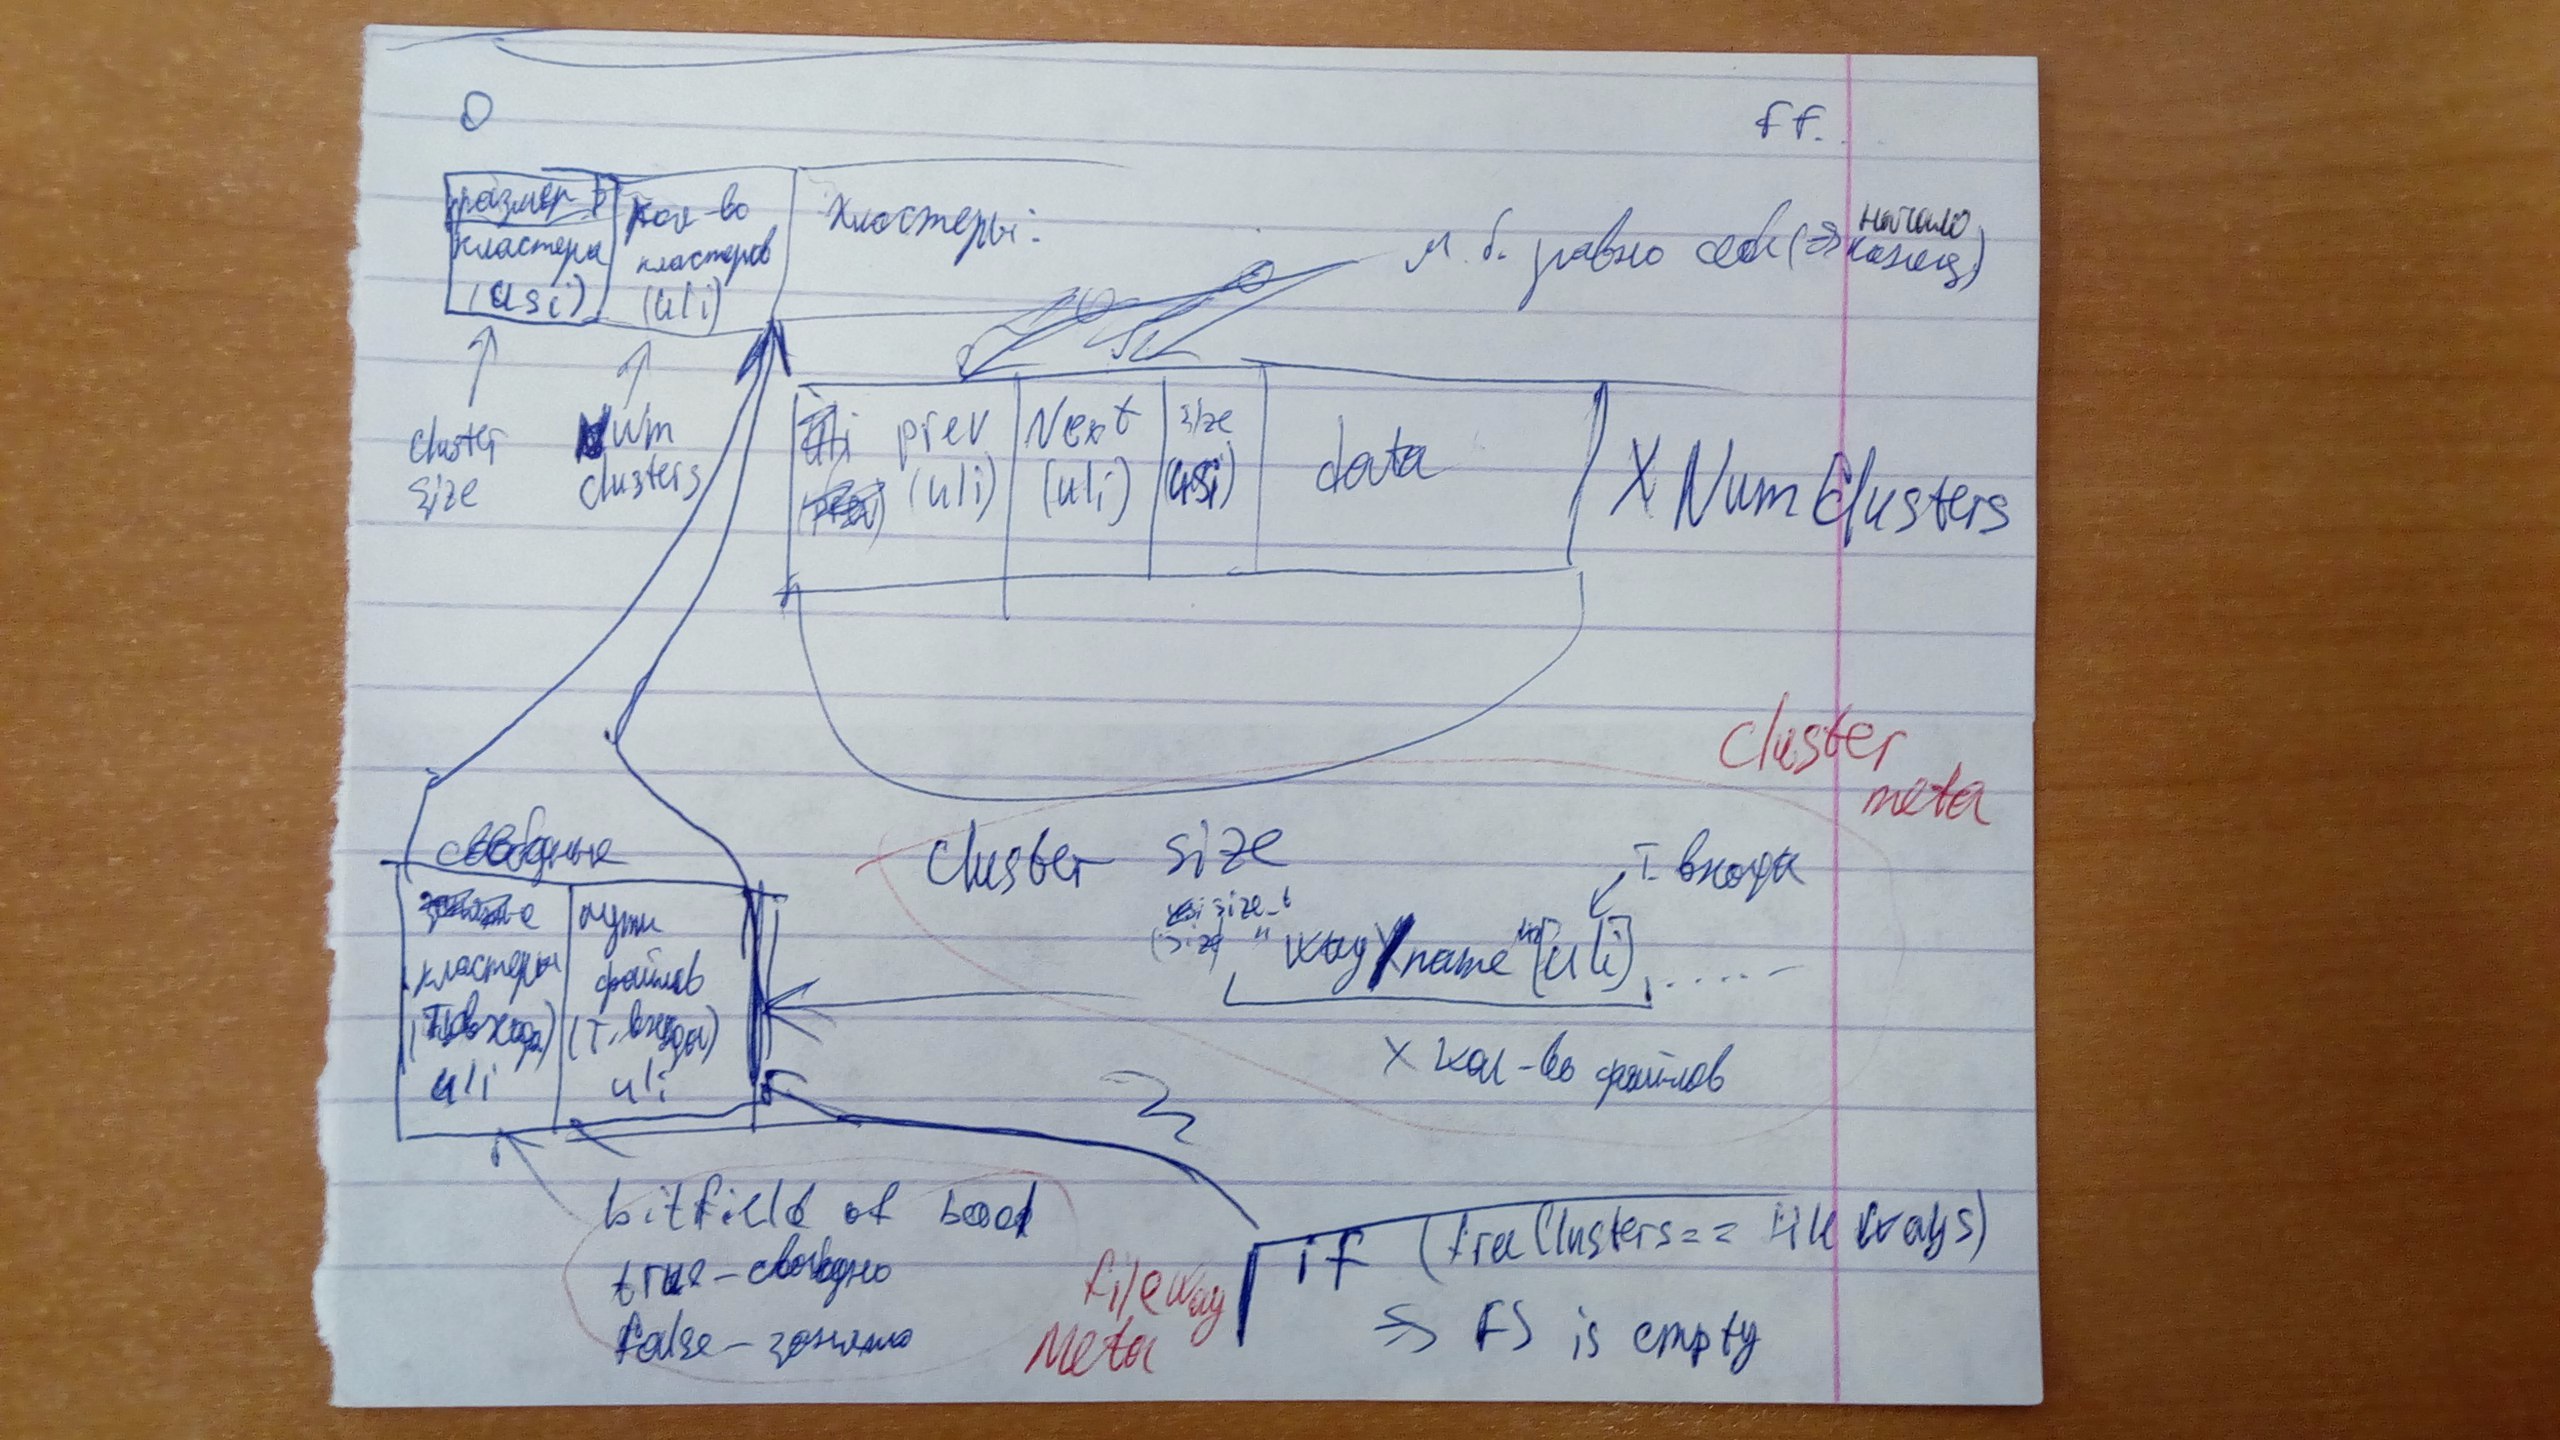 0
ff.
размер
кластера
(usi)
кол-во
кластеров
(uli)
Кластеры:
м.б. равно себе (=> начало
конец)
cluster
size
Num
clusters
prev
(uli)
Next
(uli)
size
(usi)
data
X NumClusters
Cluster
meta
свободные
кластеры
(т. входа)
uli
пути
файлов
(т. входа)
uli
cluster size
т. входа
size_t
way name [uli] .....
X кол-во файлов
bitfield of bool
true - свободно
false - занято
fileWay
Meta
if (freeClusters ==
ways)
=> FS is empty